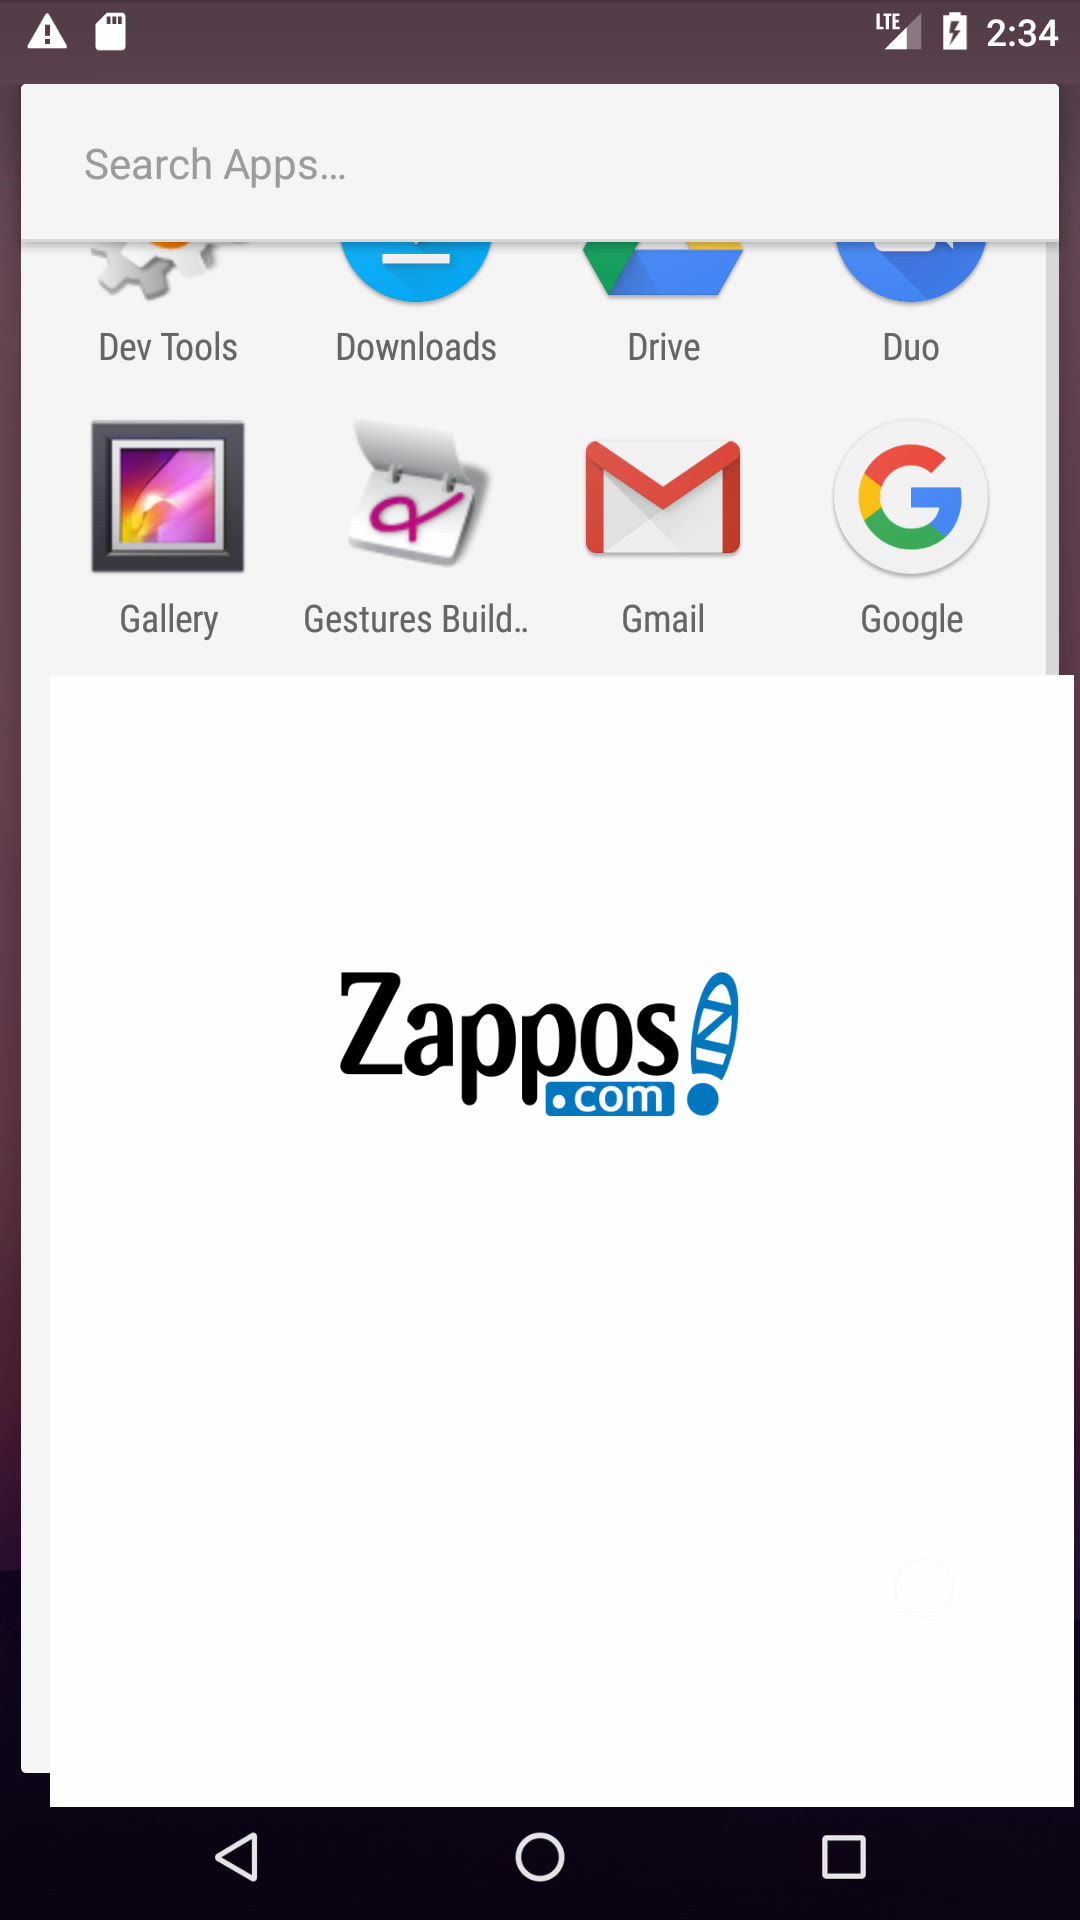 LTE 2:34
Search Apps...
Dev Tools Downloads Drive Duo
Gallery Gestures Build.. Gmail Google
Zappos
.com